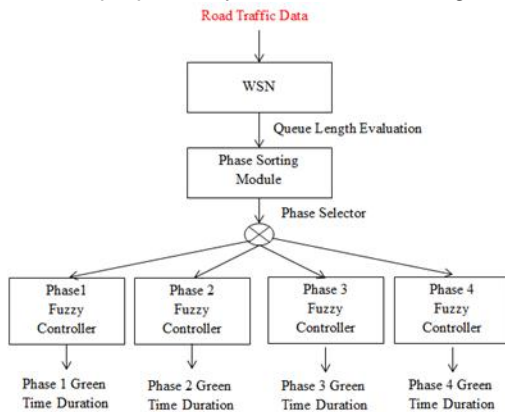 Road Traffic Data
WSN
Queue Length Evaluation
Phase Sorting
Module
Phase Selector
Phase1
Fuzzy
Controller
Phase 2
Fuzzy
Controller
Phase 3
Fuzzy
Controller
Phase 4
Fuzzy
Controller
Phase 1 Green
Time Duration
Phase 2 Green
Time Duration
Phase 3 Green
Time Duration
Phase 4 Green
Time Duration